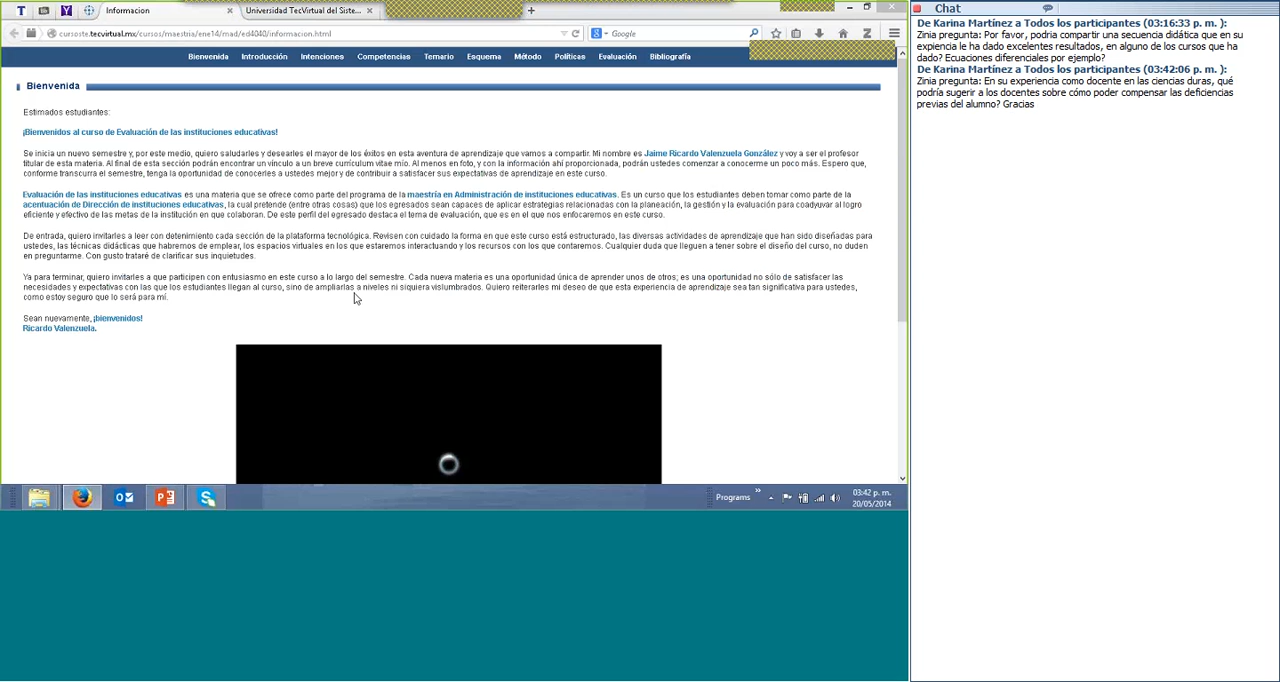 Informacion
Universidad TecVirtual del Siste...
cursoste.tecvirtual.mx/cursos/maestria/ene14/mad/ed4040/informacion.html
Google
Bienvenida Introducción Intenciones Competencias Temario Esquema Método Políticas Evaluación Bibliografía
Bienvenida
Estimados estudiantes:
¡Bienvenidos al curso de Evaluación de las instituciones educativas!
Se inicia un nuevo semestre y, por este medio, quiero saludarles y desearles el mayor de los éxitos en esta aventura de aprendizaje que vamos a compartir. Mi nombre es Jaime Ricardo Valenzuela González y voy a ser el profesor
titular de esta materia. Al final de esta sección podrán encontrar un vínculo a un breve currículum vitae mío. Al menos en foto, y con la información ahí proporcionada, podrán ustedes comenzar a conocerme un poco más. Espero que,
conforme transcurra el semestre, tenga la oportunidad de conocerles a ustedes mejor y de contribuir a satisfacer sus expectativas de aprendizaje en este curso.
Evaluación de las instituciones educativas es una materia que se ofrece como parte del programa de la maestría en Administración de instituciones educativas. Es un curso que los estudiantes deben tomar como parte de la
acentuación de Dirección de instituciones educativas, la cual pretende (entre otras cosas) que los egresados sean capaces de aplicar estrategias relacionadas con la planeación, la gestión y la evaluación para coadyuvar al logro
eficiente y efectivo de las metas de la institución en que colaboran. De este perfil del egresado destaca el tema de evaluación, que es en el que nos enfocaremos en este curso.
De entrada, quiero invitarles a leer con detenimiento cada sección de la plataforma tecnológica. Revisen con cuidado la forma en que este curso está estructurado, las diversas actividades de aprendizaje que han sido diseñadas para
ustedes, las técnicas didácticas que habremos de emplear, los espacios virtuales en los que estaremos interactuando y los recursos con los que contaremos. Cualquier duda que lleguen a tener sobre el diseño del curso, no duden
en preguntarme. Con gusto trataré de clarificar sus inquietudes.
Ya para terminar, quiero invitarles a que participen con entusiasmo en este curso a lo largo del semestre. Cada nueva materia es una oportunidad única de aprender unos de otros; es una oportunidad no sólo de satisfacer las
necesidades y expectativas con las que los estudiantes llegan al curso, sino de ampliarlas a niveles ni siquiera vislumbrados. Quiero reiterarles mi deseo de que esta experiencia de aprendizaje sea tan significativa para ustedes,
como estoy seguro que lo será para mí.
Sean nuevamente, ¡bienvenidos!
Ricardo Valenzuela.
Programs
03:42 p. m.
20/05/2014
Chat
De Karina Martínez a Todos los participantes (03:16:33 p. m. ):
Zinia pregunta: Por favor, podria compartir una secuencia didática que en su
expiencia le ha dado excelentes resultados, en alguno de los cursos que ha
dado? Ecuaciones diferenciales por ejemplo?
De Karina Martínez a Todos los participantes (03:42:06 p. m. ):
Zinia pregunta: En su experiencia como docente en las ciencias duras, qué
podría sugerir a los docentes sobre cómo poder compensar las deficiencias
previas del alumno? Gracias